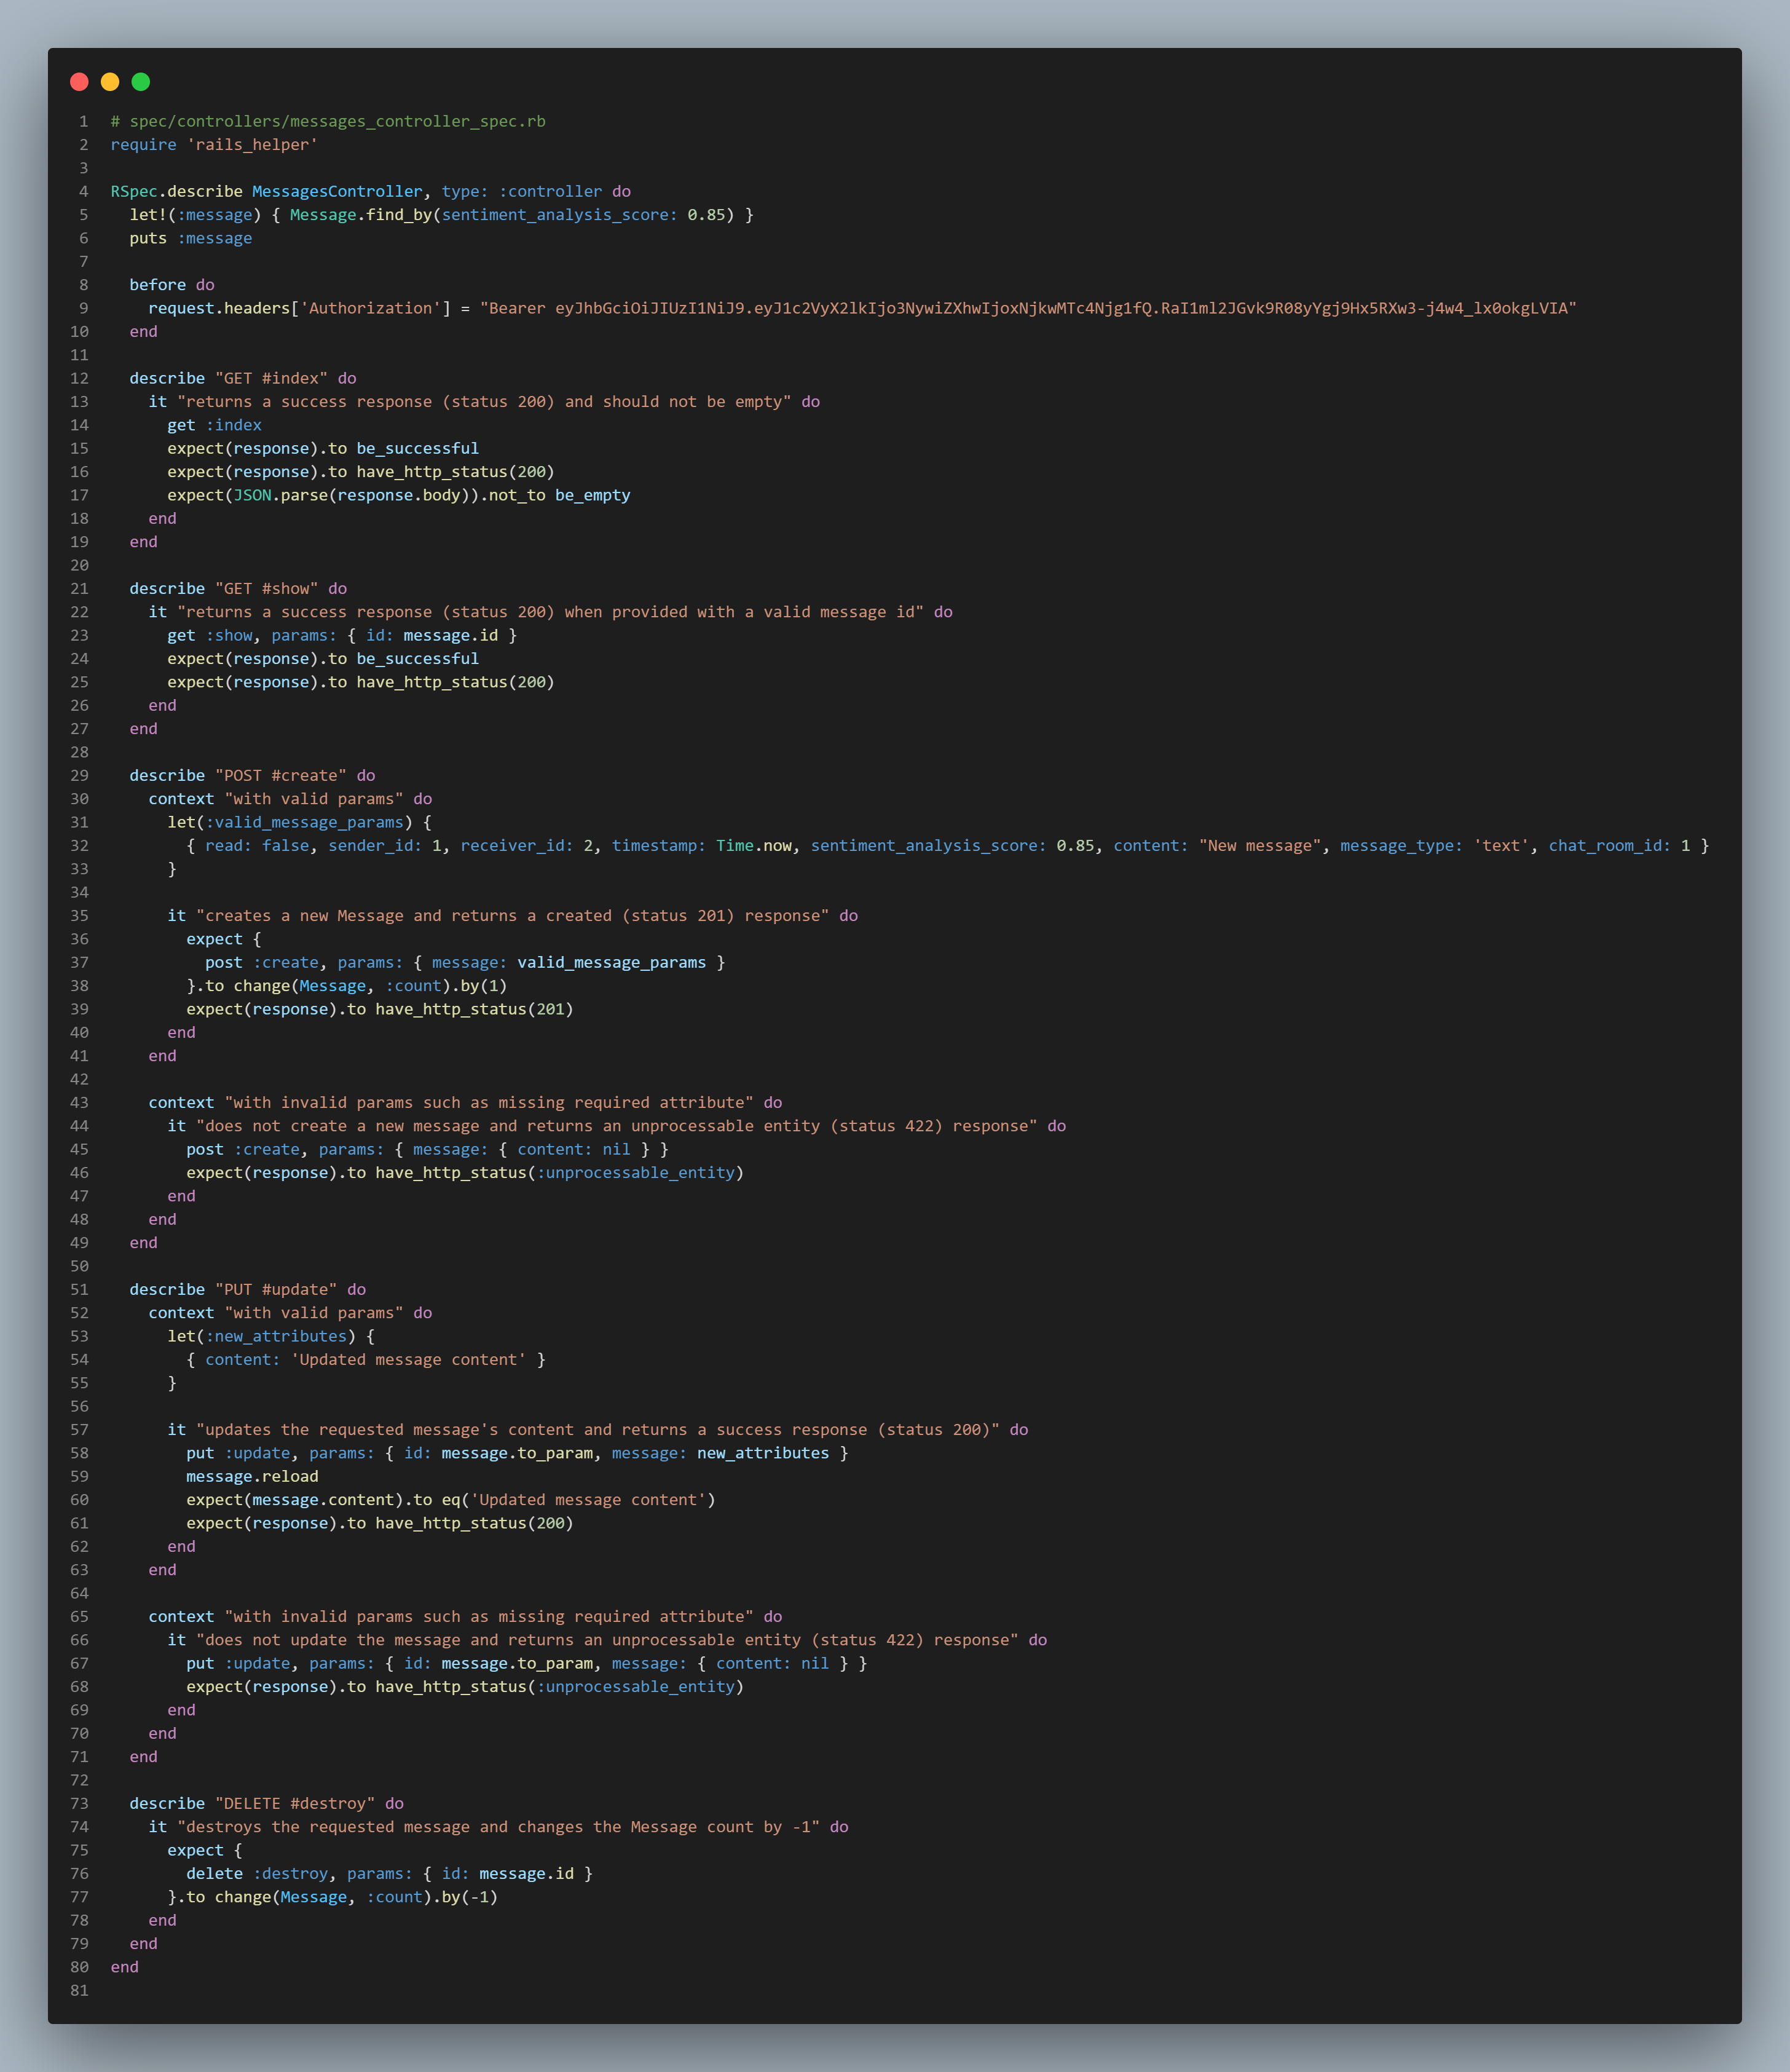 1 # spec/controllers/messages_controller_spec.rb
2 require 'rails_helper'
3
4 RSpec.describe MessagesController, type: :controller do
5   let!(:message) { Message.find_by(sentiment_analysis_score: 0.85) }
6   puts :message
7
8   before do
9     request.headers['Authorization'] = "Bearer eyJhbGciOiJIUzI1NiJ9.eyJ1c2VyX2lkIjo3NywiZXhwIjoxNjkwMTc4Njg1fQ.RaI1ml2JGvk9R08yYgj9Hx5RXw3-j4w4_lx0okgLVIA"
10   end
11
12   describe "GET #index" do
13     it "returns a success response (status 200) and should not be empty" do
14       get :index
15       expect(response).to be_successful
16       expect(response).to have_http_status(200)
17       expect(JSON.parse(response.body)).not_to be_empty
18     end
19   end
20
21   describe "GET #show" do
22     it "returns a success response (status 200) when provided with a valid message id" do
23       get :show, params: { id: message.id }
24       expect(response).to be_successful
25       expect(response).to have_http_status(200)
26     end
27   end
28
29   describe "POST #create" do
30     context "with valid params" do
31       let(:valid_message_params) {
32         { read: false, sender_id: 1, receiver_id: 2, timestamp: Time.now, sentiment_analysis_score: 0.85, content: "New message", message_type: 'text', chat_room_id: 1 }
33       }
34
35       it "creates a new Message and returns a created (status 201) response" do
36         expect {
37           post :create, params: { message: valid_message_params }
38         }.to change(Message, :count).by(1)
39         expect(response).to have_http_status(201)
40       end
41     end
42
43     context "with invalid params such as missing required attribute" do
44       it "does not create a new message and returns an unprocessable entity (status 422) response" do
45         post :create, params: { message: { content: nil } }
46         expect(response).to have_http_status(:unprocessable_entity)
47       end
48     end
49   end
50
51   describe "PUT #update" do
52     context "with valid params" do
53       let(:new_attributes) {
54         { content: 'Updated message content' }
55       }
56
57       it "updates the requested message's content and returns a success response (status 200)" do
58         put :update, params: { id: message.to_param, message: new_attributes }
59         message.reload
60         expect(message.content).to eq('Updated message content')
61         expect(response).to have_http_status(200)
62       end
63     end
64
65     context "with invalid params such as missing required attribute" do
66       it "does not update the message and returns an unprocessable entity (status 422) response" do
67         put :update, params: { id: message.to_param, message: { content: nil } }
68         expect(response).to have_http_status(:unprocessable_entity)
69       end
70     end
71   end
72
73   describe "DELETE #destroy" do
74     it "destroys the requested message and changes the Message count by -1" do
75       expect {
76         delete :destroy, params: { id: message.id }
77       }.to change(Message, :count).by(-1)
78     end
79   end
80 end
81